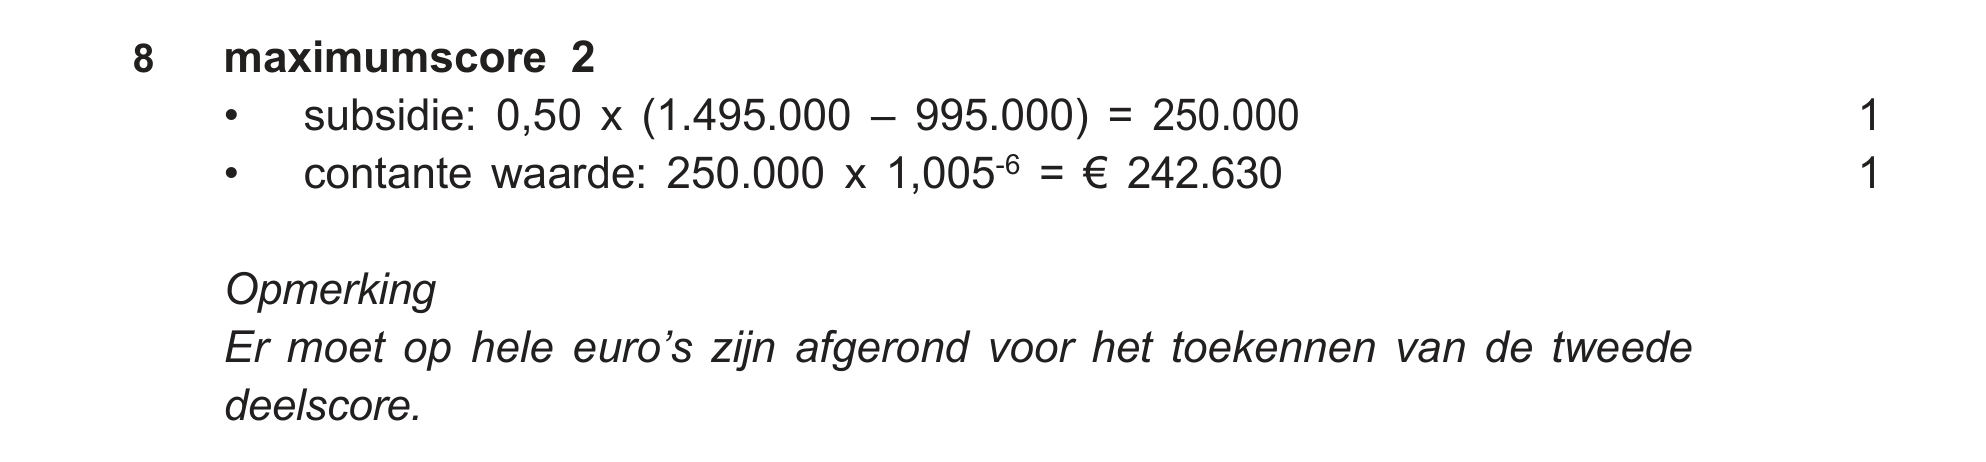 8 maximumscore 2
• subsidie: 0,50 x (1.495.000 – 995.000) = 250.000 1
• contante waarde: 250.000 x 1,005⁻⁶ = € 242.630 1
Opmerking
Er moet op hele euro’s zijn afgerond voor het toekennen van de tweede
deelscore.